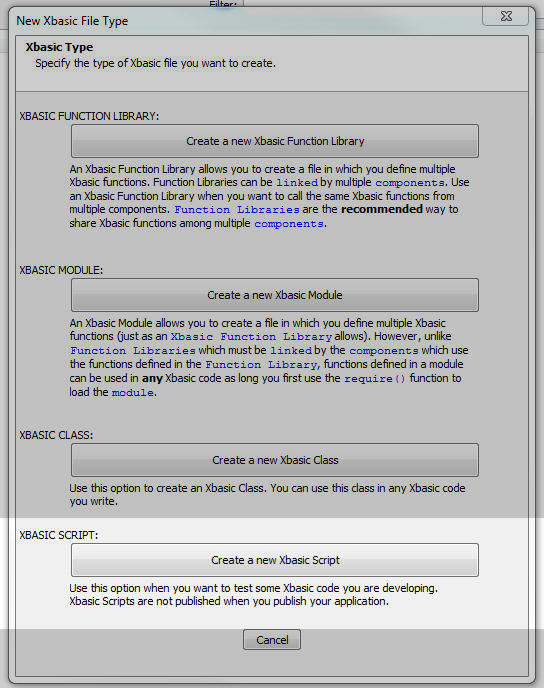 Filter:
New Xbasic File Type
Xbasic Type
Specify the type of Xbasic file you want to create.
XBASIC FUNCTION LIBRARY:
Create a new Xbasic Function Library
An Xbasic Function Library allows you to create a file in which you define multiple
Xbasic functions. Function Libraries can be linked by multiple components. Use
an Xbasic Function Library when you want to call the same Xbasic functions from
multiple components. Function Libraries are the recommended way to
share Xbasic functions among multiple components.
XBASIC MODULE:
Create a new Xbasic Module
An Xbasic Module allows you to create a file in which you define multiple Xbasic
functions (just as an Xbasic Function Library allows). However, unlike
Function Libraries which must be linked by the components which use
the functions defined in the Function Library, functions defined in a module
can be used in any Xbasic code as long you first use the require() function to
load the module.
XBASIC CLASS:
Create a new Xbasic Class
Use this option to create an Xbasic Class. You can use this class in any Xbasic code
you write.
XBASIC SCRIPT:
Create a new Xbasic Script
Use this option when you want to test some Xbasic code you are developing.
Xbasic Scripts are not published when you publish your application.
Cancel